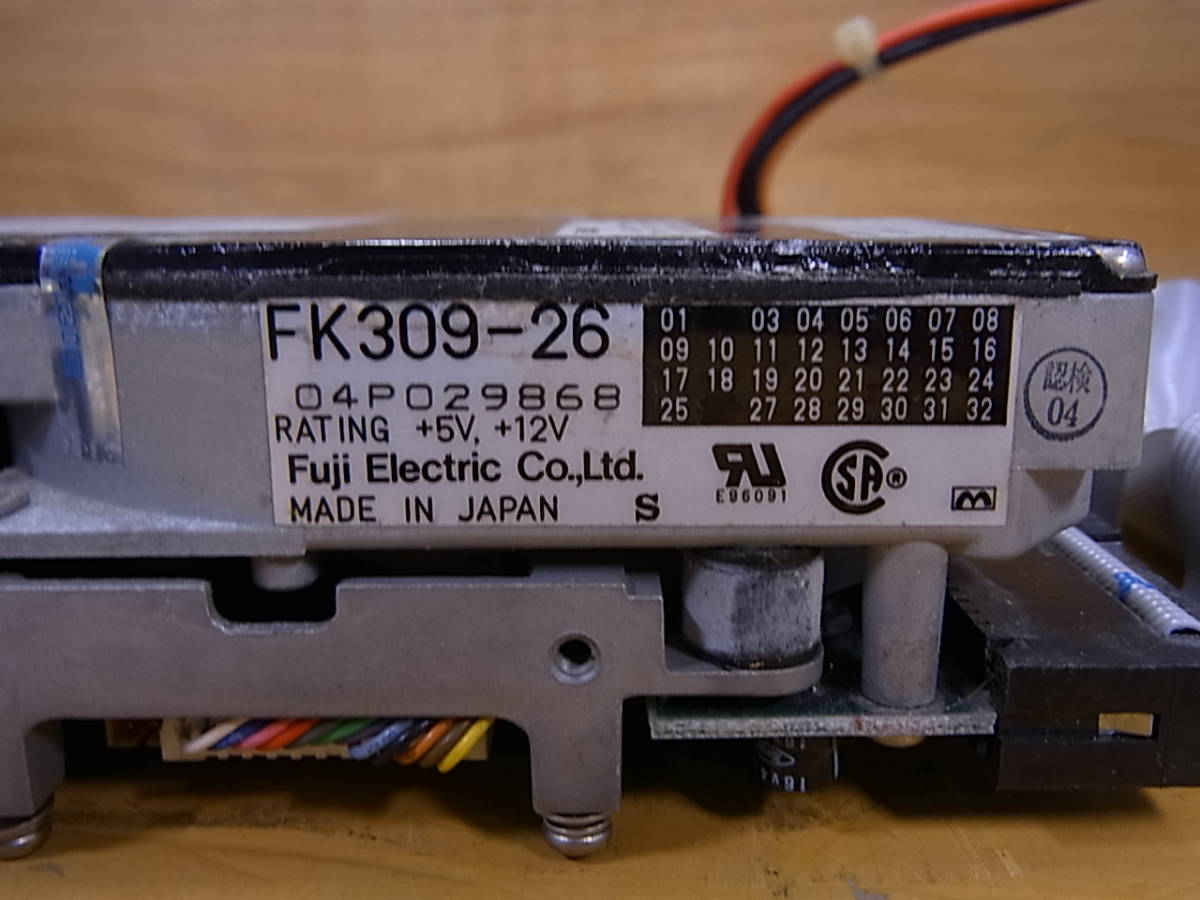 FK309-26
04P029868
RATING +5V, +12V
Fuji Electric Co.,Ltd.
MADE IN JAPAN S
01 03 04 05 06 07 08
09 10 11 12 13 14 15 16
17 18 19 20 21 22 23 24
25 27 28 29 30 31 32
E96091
CSA®
認検
04
16V